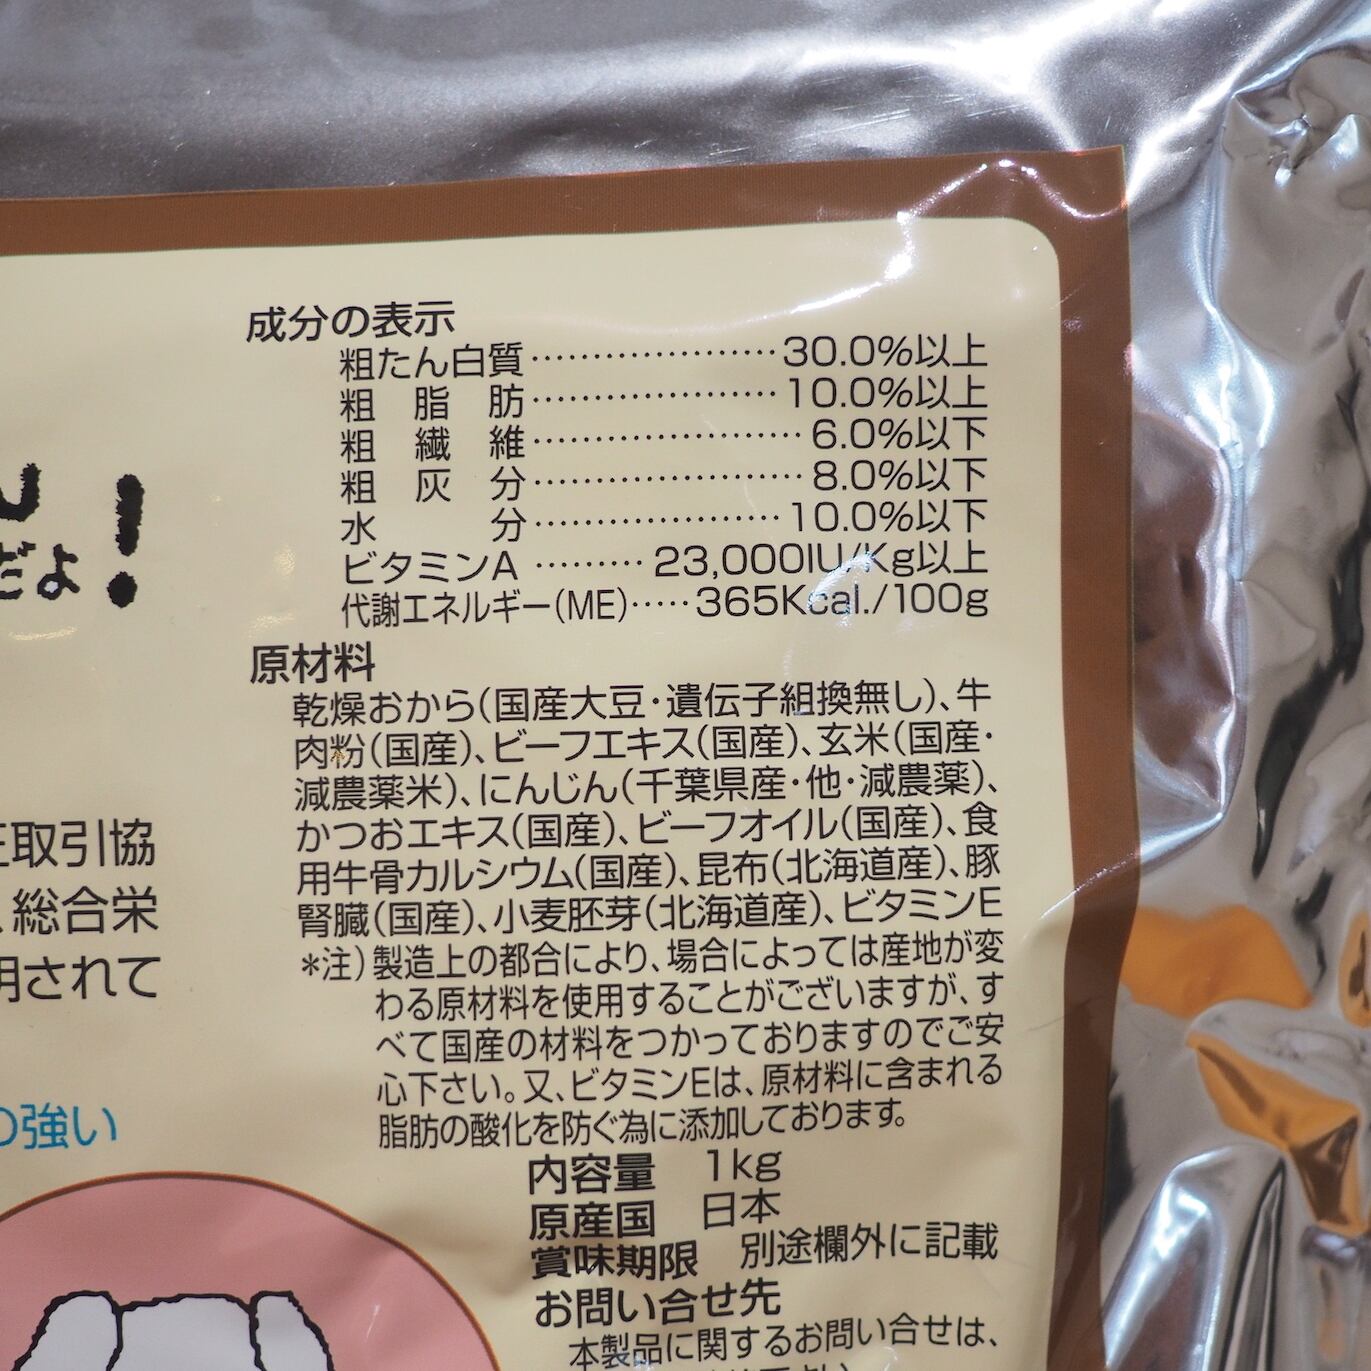 成分の表示
粗たん白質…………………30.0%以上
粗脂肪…………………10.0%以上
粗繊維…………………6.0%以下
粗灰分…………………8.0%以下
水分…………………10.0%以下
ビタミンA………23,000IU/Kg以上
代謝エネルギー(ME)……365Kcal./100g
原材料
乾燥おから(国産大豆・遺伝子組換無し)、牛
肉粉(国産)、ビーフエキス(国産)、玄米(国産・
減農薬米)、にんじん(千葉県産・他・減農薬)、
かつおエキス(国産)、ビーフオイル(国産)、食
用牛骨カルシウム(国産)、昆布(北海道産)、豚
腎臓(国産)、小麦胚芽(北海道産)、ビタミンE
*注)製造上の都合により、場合によっては産地が変
わる原材料を使用することがございますが、す
べて国産の材料をつかっておりますのでご安
心下さい。又、ビタミンEは、原材料に含まれる
脂肪の酸化を防ぐ為に添加しております。
内容量 1kg
原産国 日本
賞味期限 別途欄外に記載
お問い合せ先
本製品に関するお問い合せは、
だよ!
取引協
総合栄
明されて
の強い